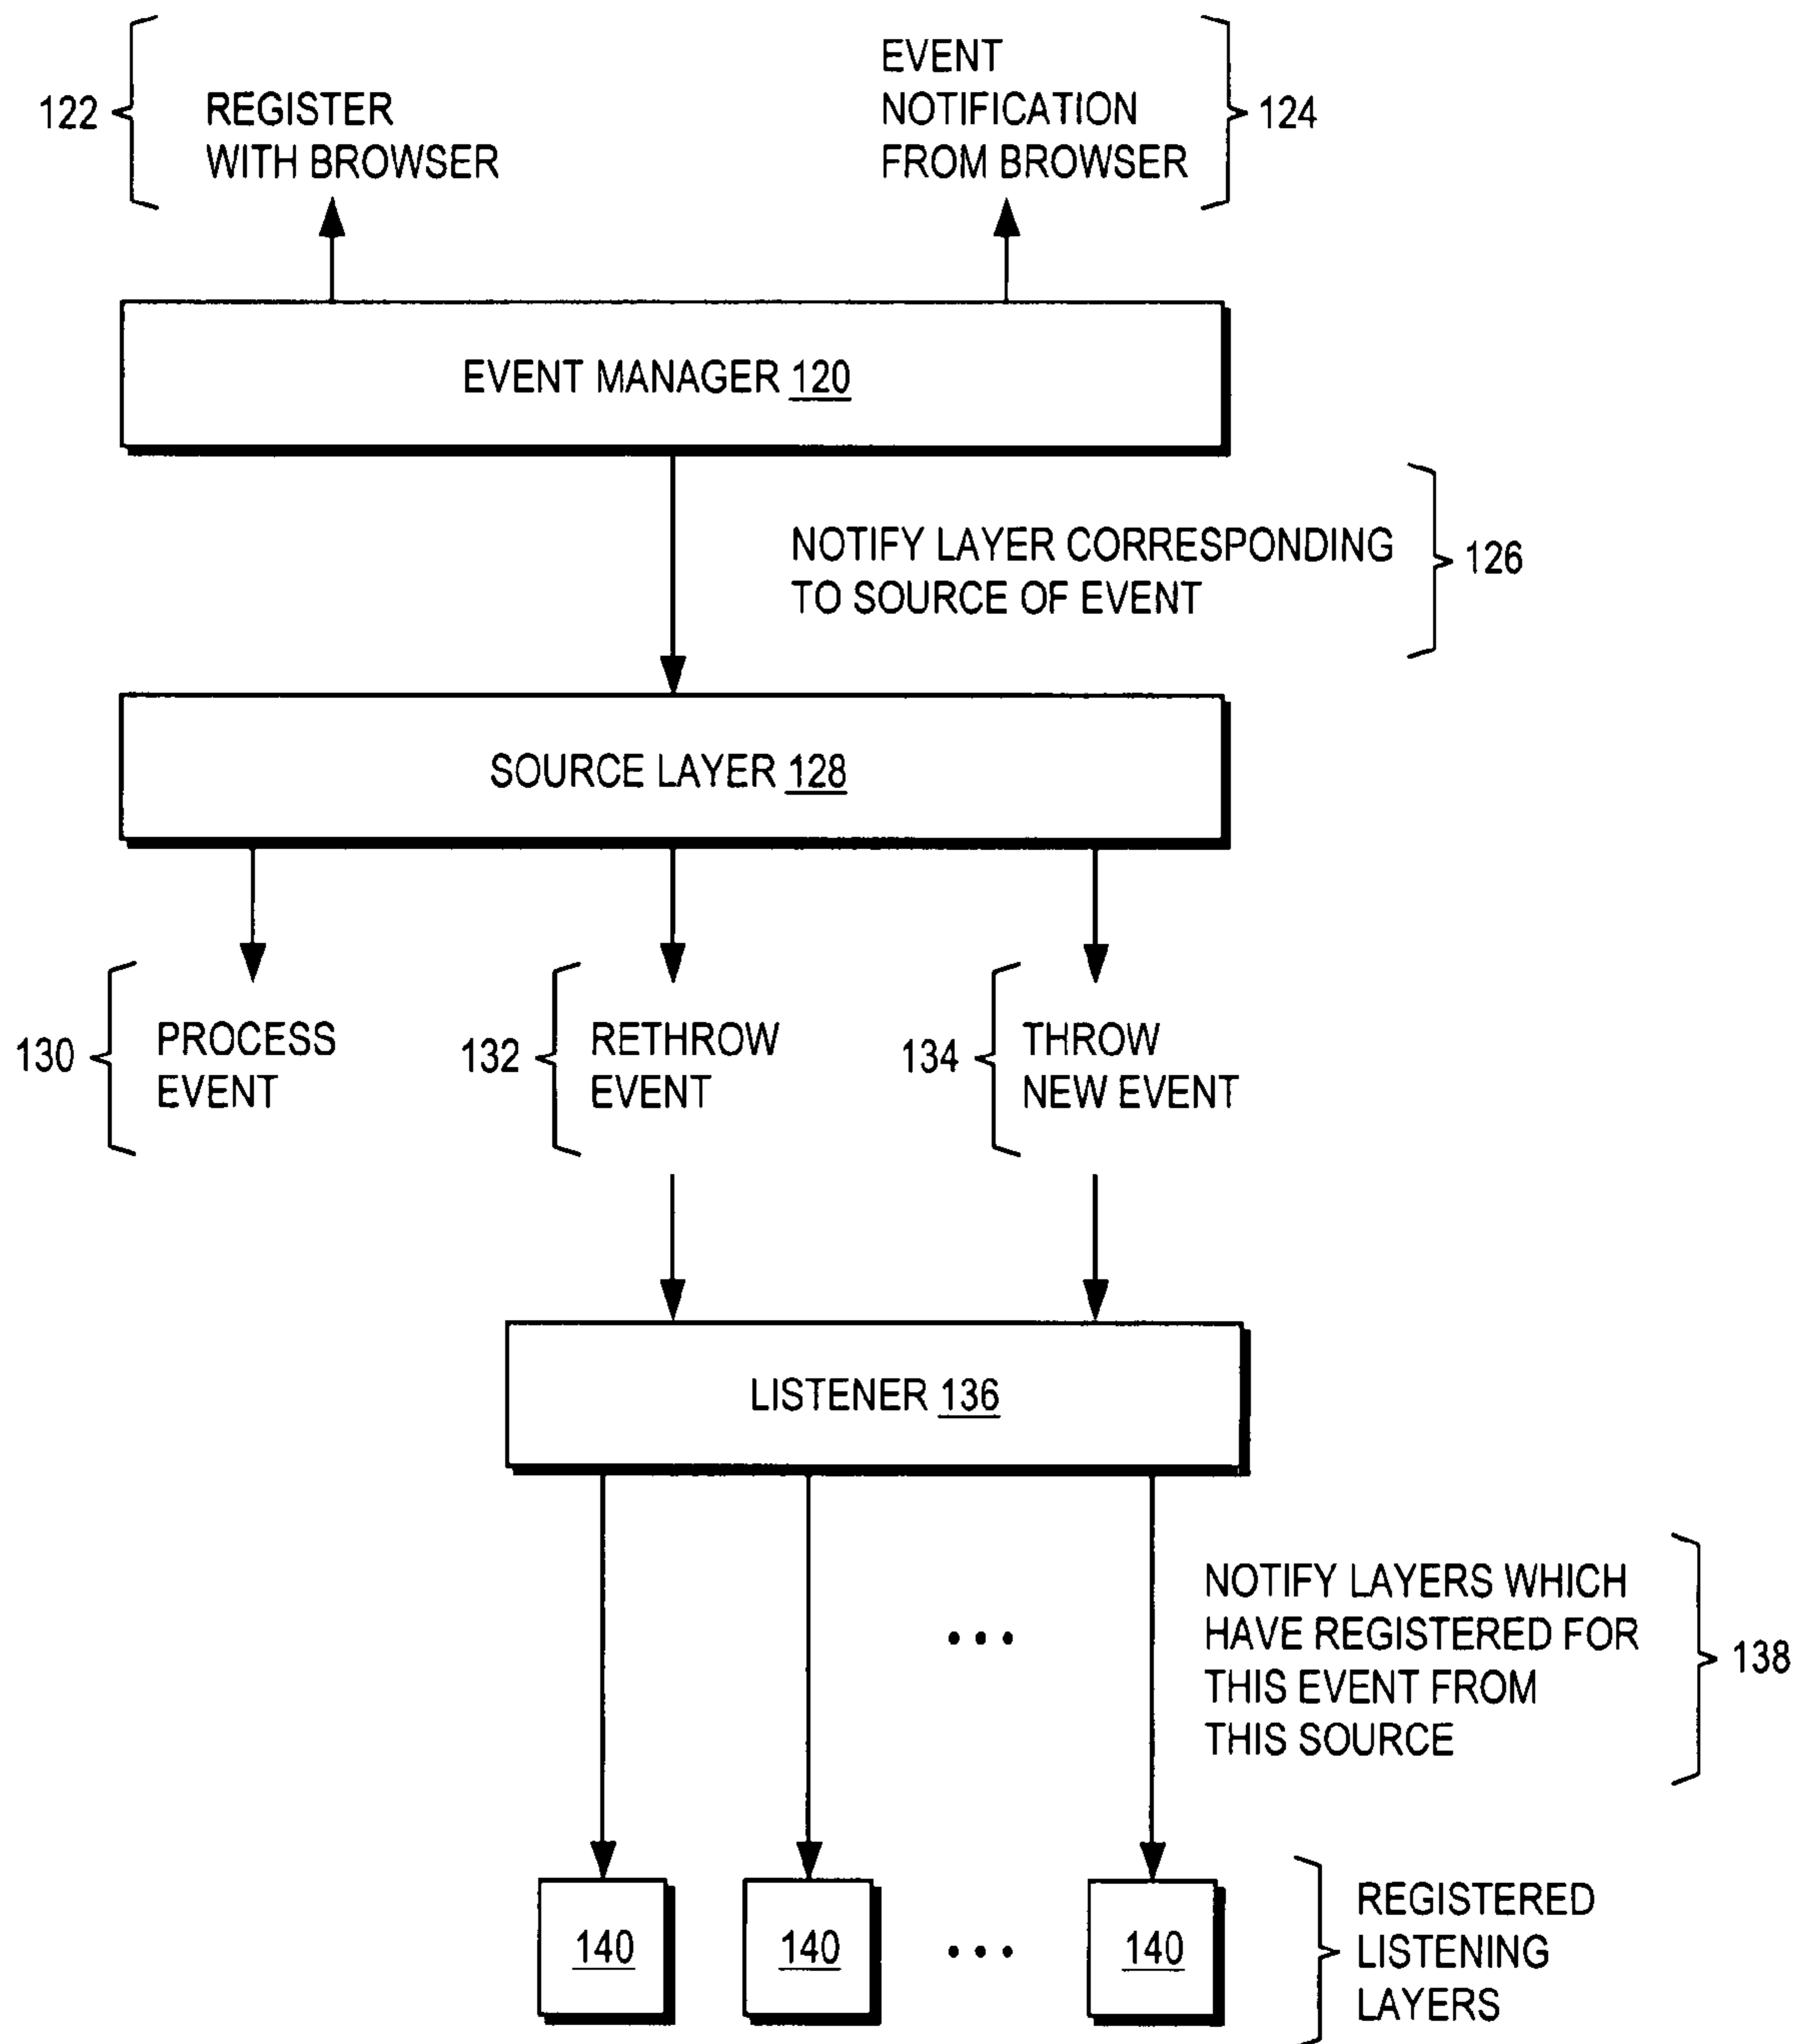 122
REGISTER
WITH BROWSER
EVENT
NOTIFICATION
FROM BROWSER
124
EVENT MANAGER 120
NOTIFY LAYER CORRESPONDING
TO SOURCE OF EVENT
126
SOURCE LAYER 128
130
PROCESS
EVENT
132
RETHROW
EVENT
134
THROW
NEW EVENT
LISTENER 136
NOTIFY LAYERS WHICH
HAVE REGISTERED FOR
THIS EVENT FROM
THIS SOURCE
138
140
140
140
REGISTERED
LISTENING
LAYERS